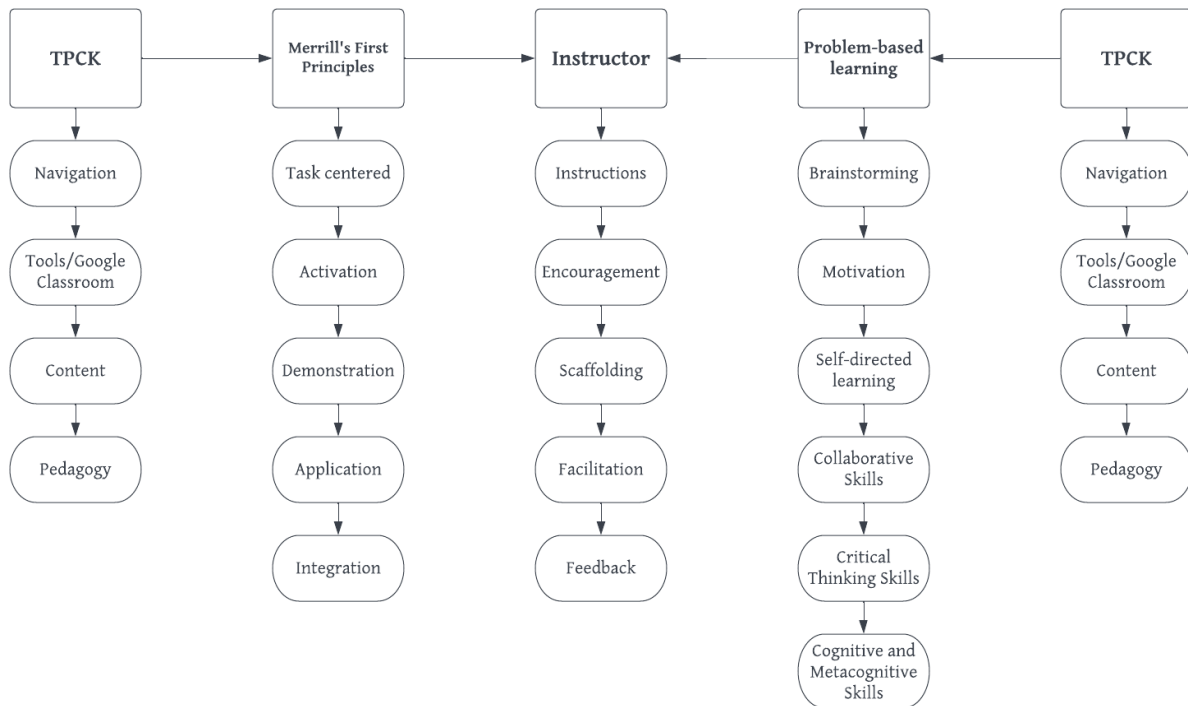 TPCK
Merrill's First
Principles
Instructor
Problem-based
learning
TPCK
Navigation
Task centered
Instructions
Brainstorming
Navigation
Tools/Google
Classroom
Activation
Encouragement
Motivation
Tools/Google
Classroom
Content
Demonstration
Scaffolding
Self-directed
learning
Content
Pedagogy
Application
Facilitation
Collaborative
Skills
Pedagogy
Integration
Feedback
Critical
Thinking Skills
Cognitive and
Metacognitive
Skills